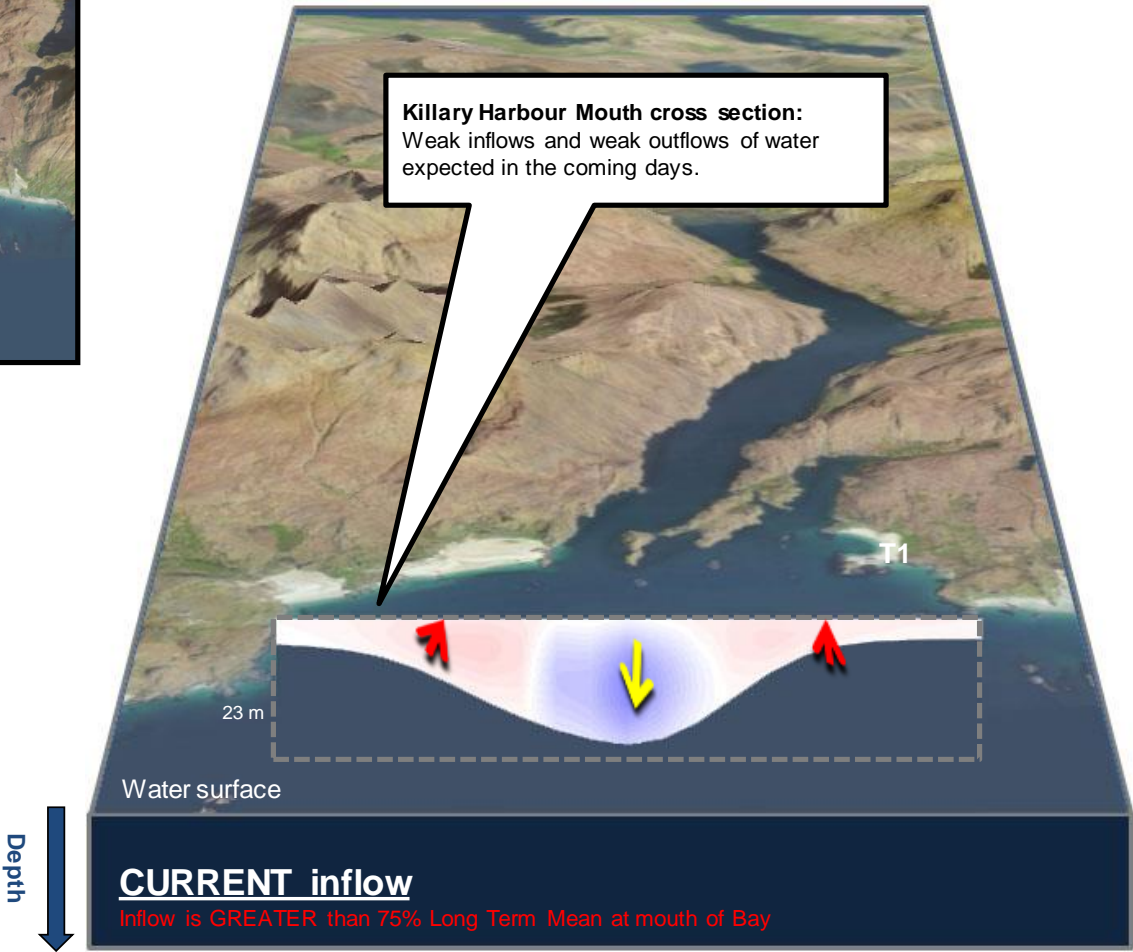 Killary Harbour Mouth cross section:
Weak inflows and weak outflows of water
expected in the coming days.
T1
23 m
Water surface
Depth
CURRENT inflow
Inflow is GREATER than 75% Long Term Mean at mouth of Bay